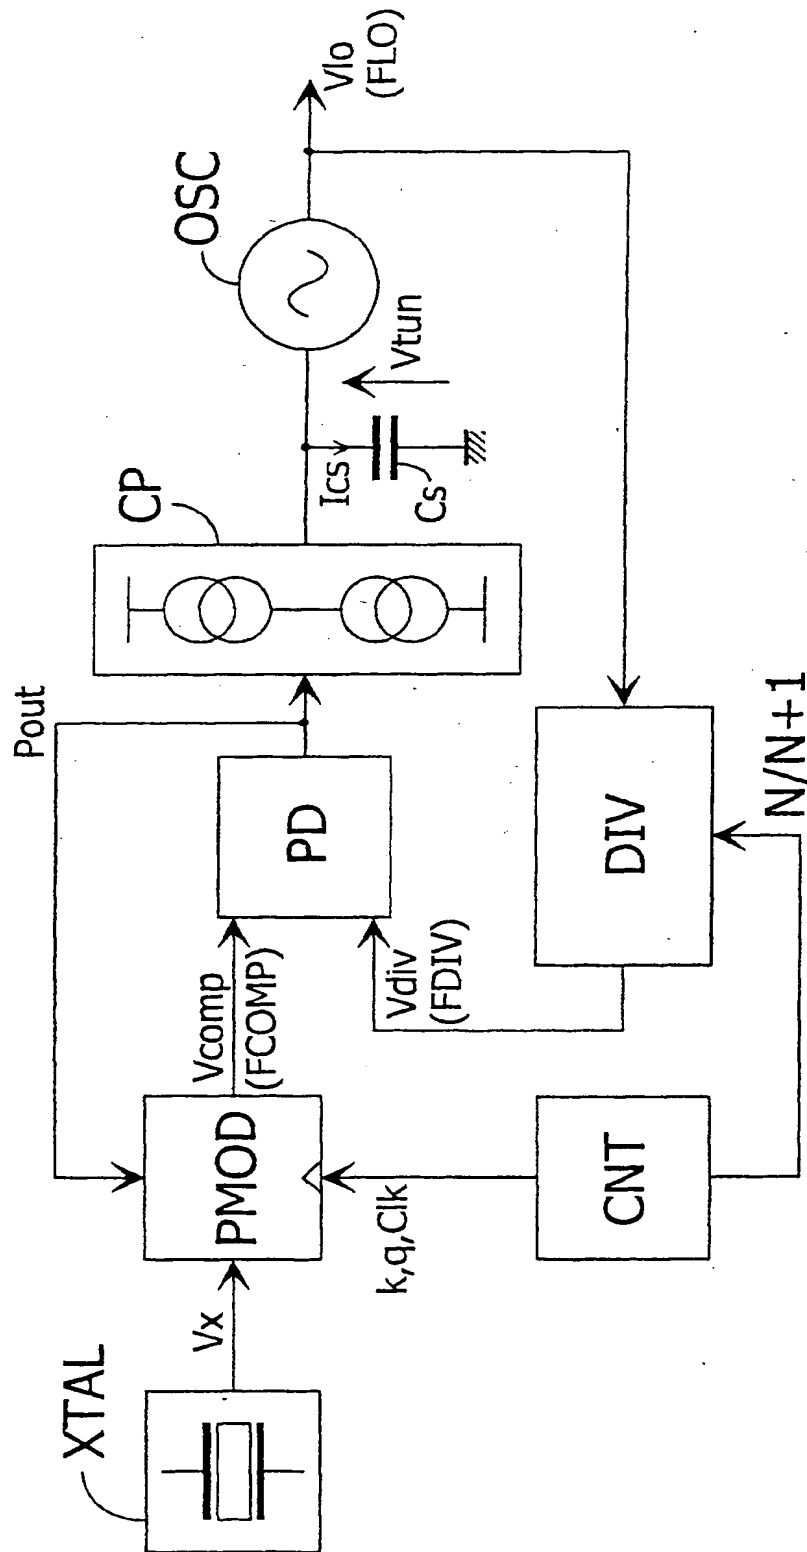 XTAL
Vx
PMOD
k,q,Clk
CNT
Vcomp
(FCOMP)
Pout
PD
Vdiv
(FDIV)
DIV
N/N+1
CP
Ics
Cs
Vtun
OSC
Vlo
(FLO)